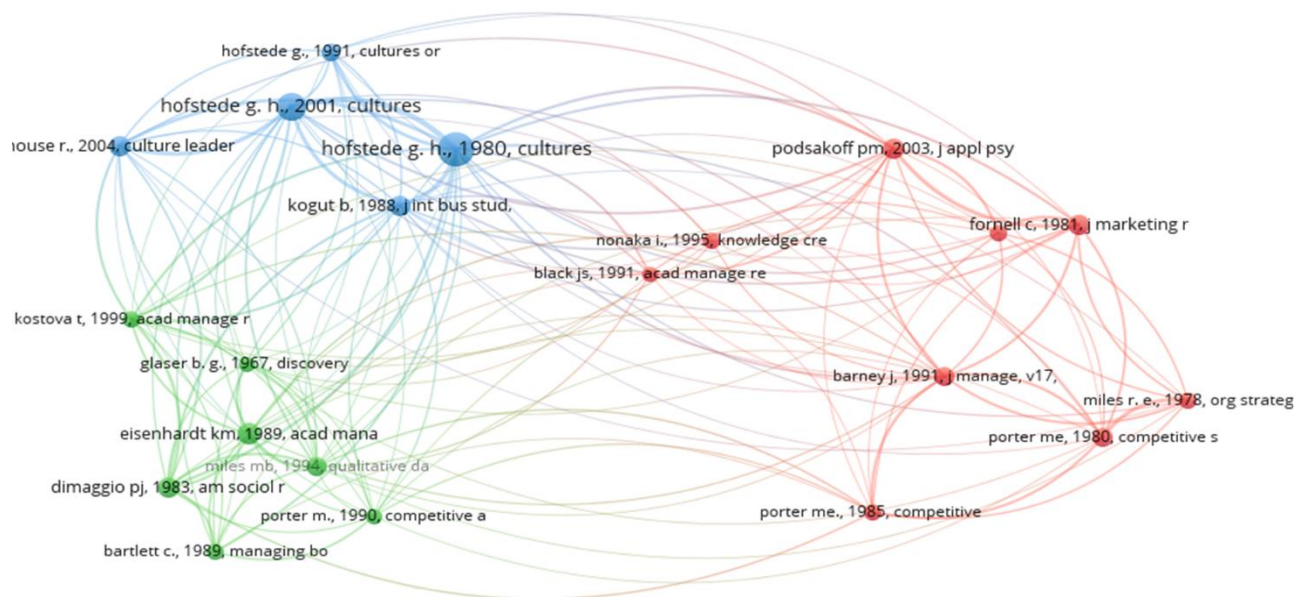 hofstede g., 1991, cultures or
hofstede g. h., 2001, cultures
ouse r., 2004, culture leader
hofstede g. h., 1980, cultures
podsakoff pm, 2003, j appl psy
kogut b, 1988, j int bus stud,
fornell c, 1981, j marketing r
nonaka i., 1995, knowledge cre
black js, 1991, acad manage re
kostova t, 1999, acad manage r
glaser b. g., 1967, discovery
barney j, 1991, j manage, v17,
miles r. e., 1978, org strateg
eisenhardt km, 1989, acad mana
porter me, 1980, competitive s
miles mb, 1994, qualitative da
dimaggio pj, 1983, am sociol r
porter m., 1990, competitive a
porter me., 1985, competitive
bartlett c., 1989, managing bo